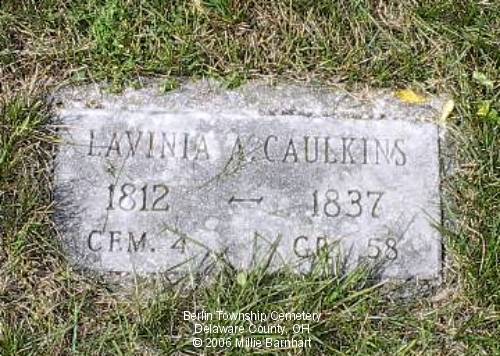 LAVINIA A. CAULKINS
1812 — 1837
CEM. 4 GR. 58
Berlin Township Cemetery
Delaware County, OH
© 2006 Millie Barnhart